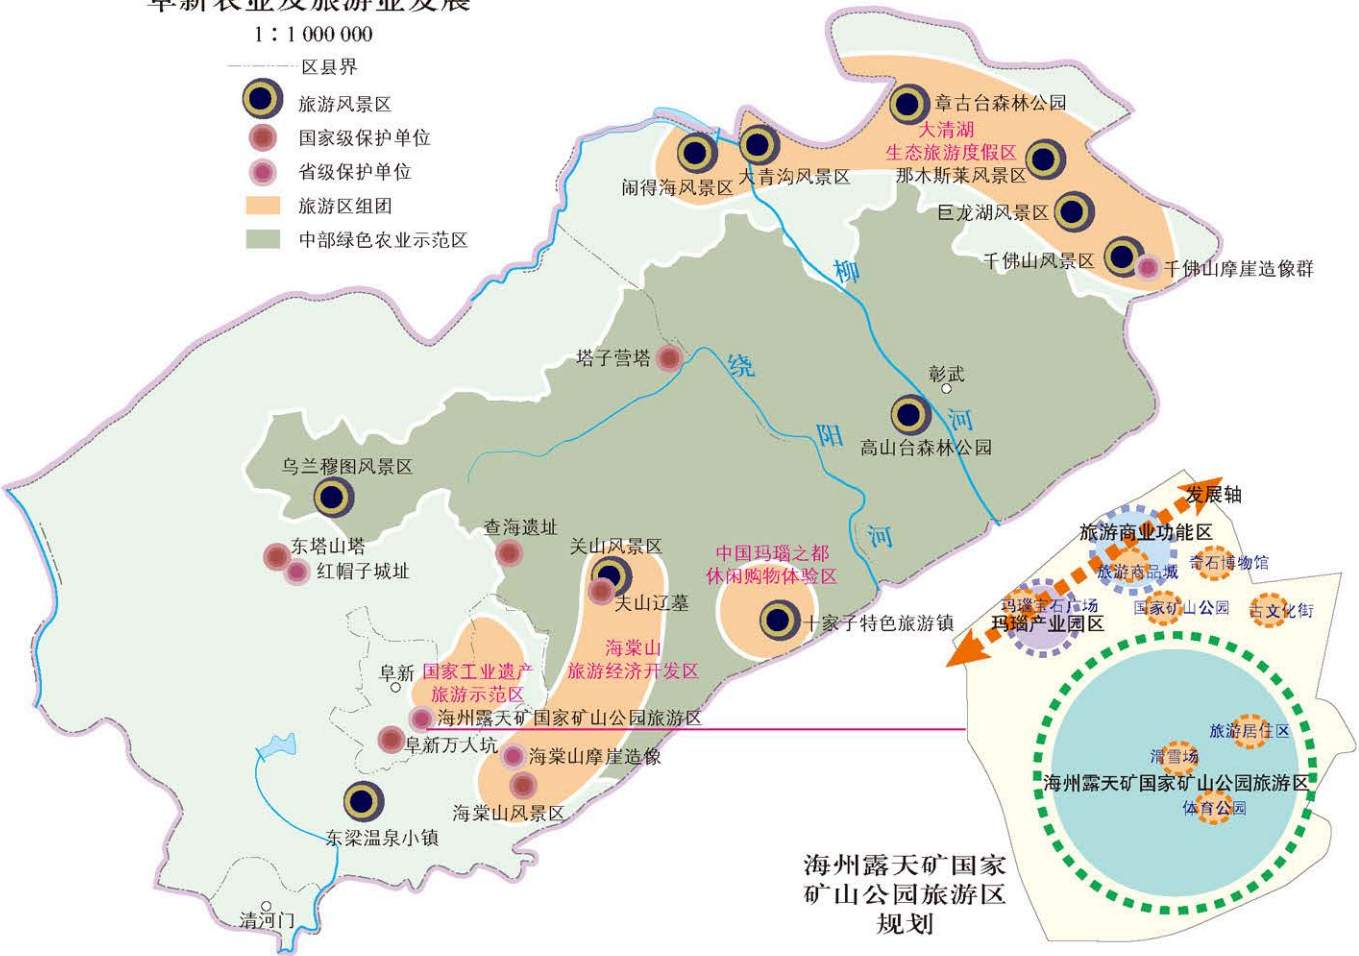 阜新农业及旅游业发展
1：1 000 000
区县界
旅游风景区
国家级保护单位
省级保护单位
旅游区组团
中部绿色农业示范区
章古台森林公园
大清湖
生态旅游度假区
那木斯莱风景区
闹得海风景区
大青沟风景区
巨龙湖风景区
千佛山风景区
千佛山摩崖造像群
柳
河
塔子营塔
绕
阳
河
彰武
高山台森林公园
乌兰穆图风景区
东塔山塔
红帽子城址
查海遗址
关山风景区
关山辽墓
中国玛瑙之都
休闲购物体验区
十家子特色旅游镇
海棠山
旅游经济开发区
阜新
国家工业遗产
旅游示范区
海州露天矿国家矿山公园旅游区
阜新万人坑
海棠山摩崖造像
海棠山风景区
东梁温泉小镇
清河门
发展轴
旅游商业功能区
旅游商品城
奇石博物馆
玛瑙宝石广场
玛瑙产业园区
国家矿山公园
古文化街
旅游居住区
滑雪场
海州露天矿国家矿山公园旅游区
体育公园
海州露天矿国家
矿山公园旅游区
规划